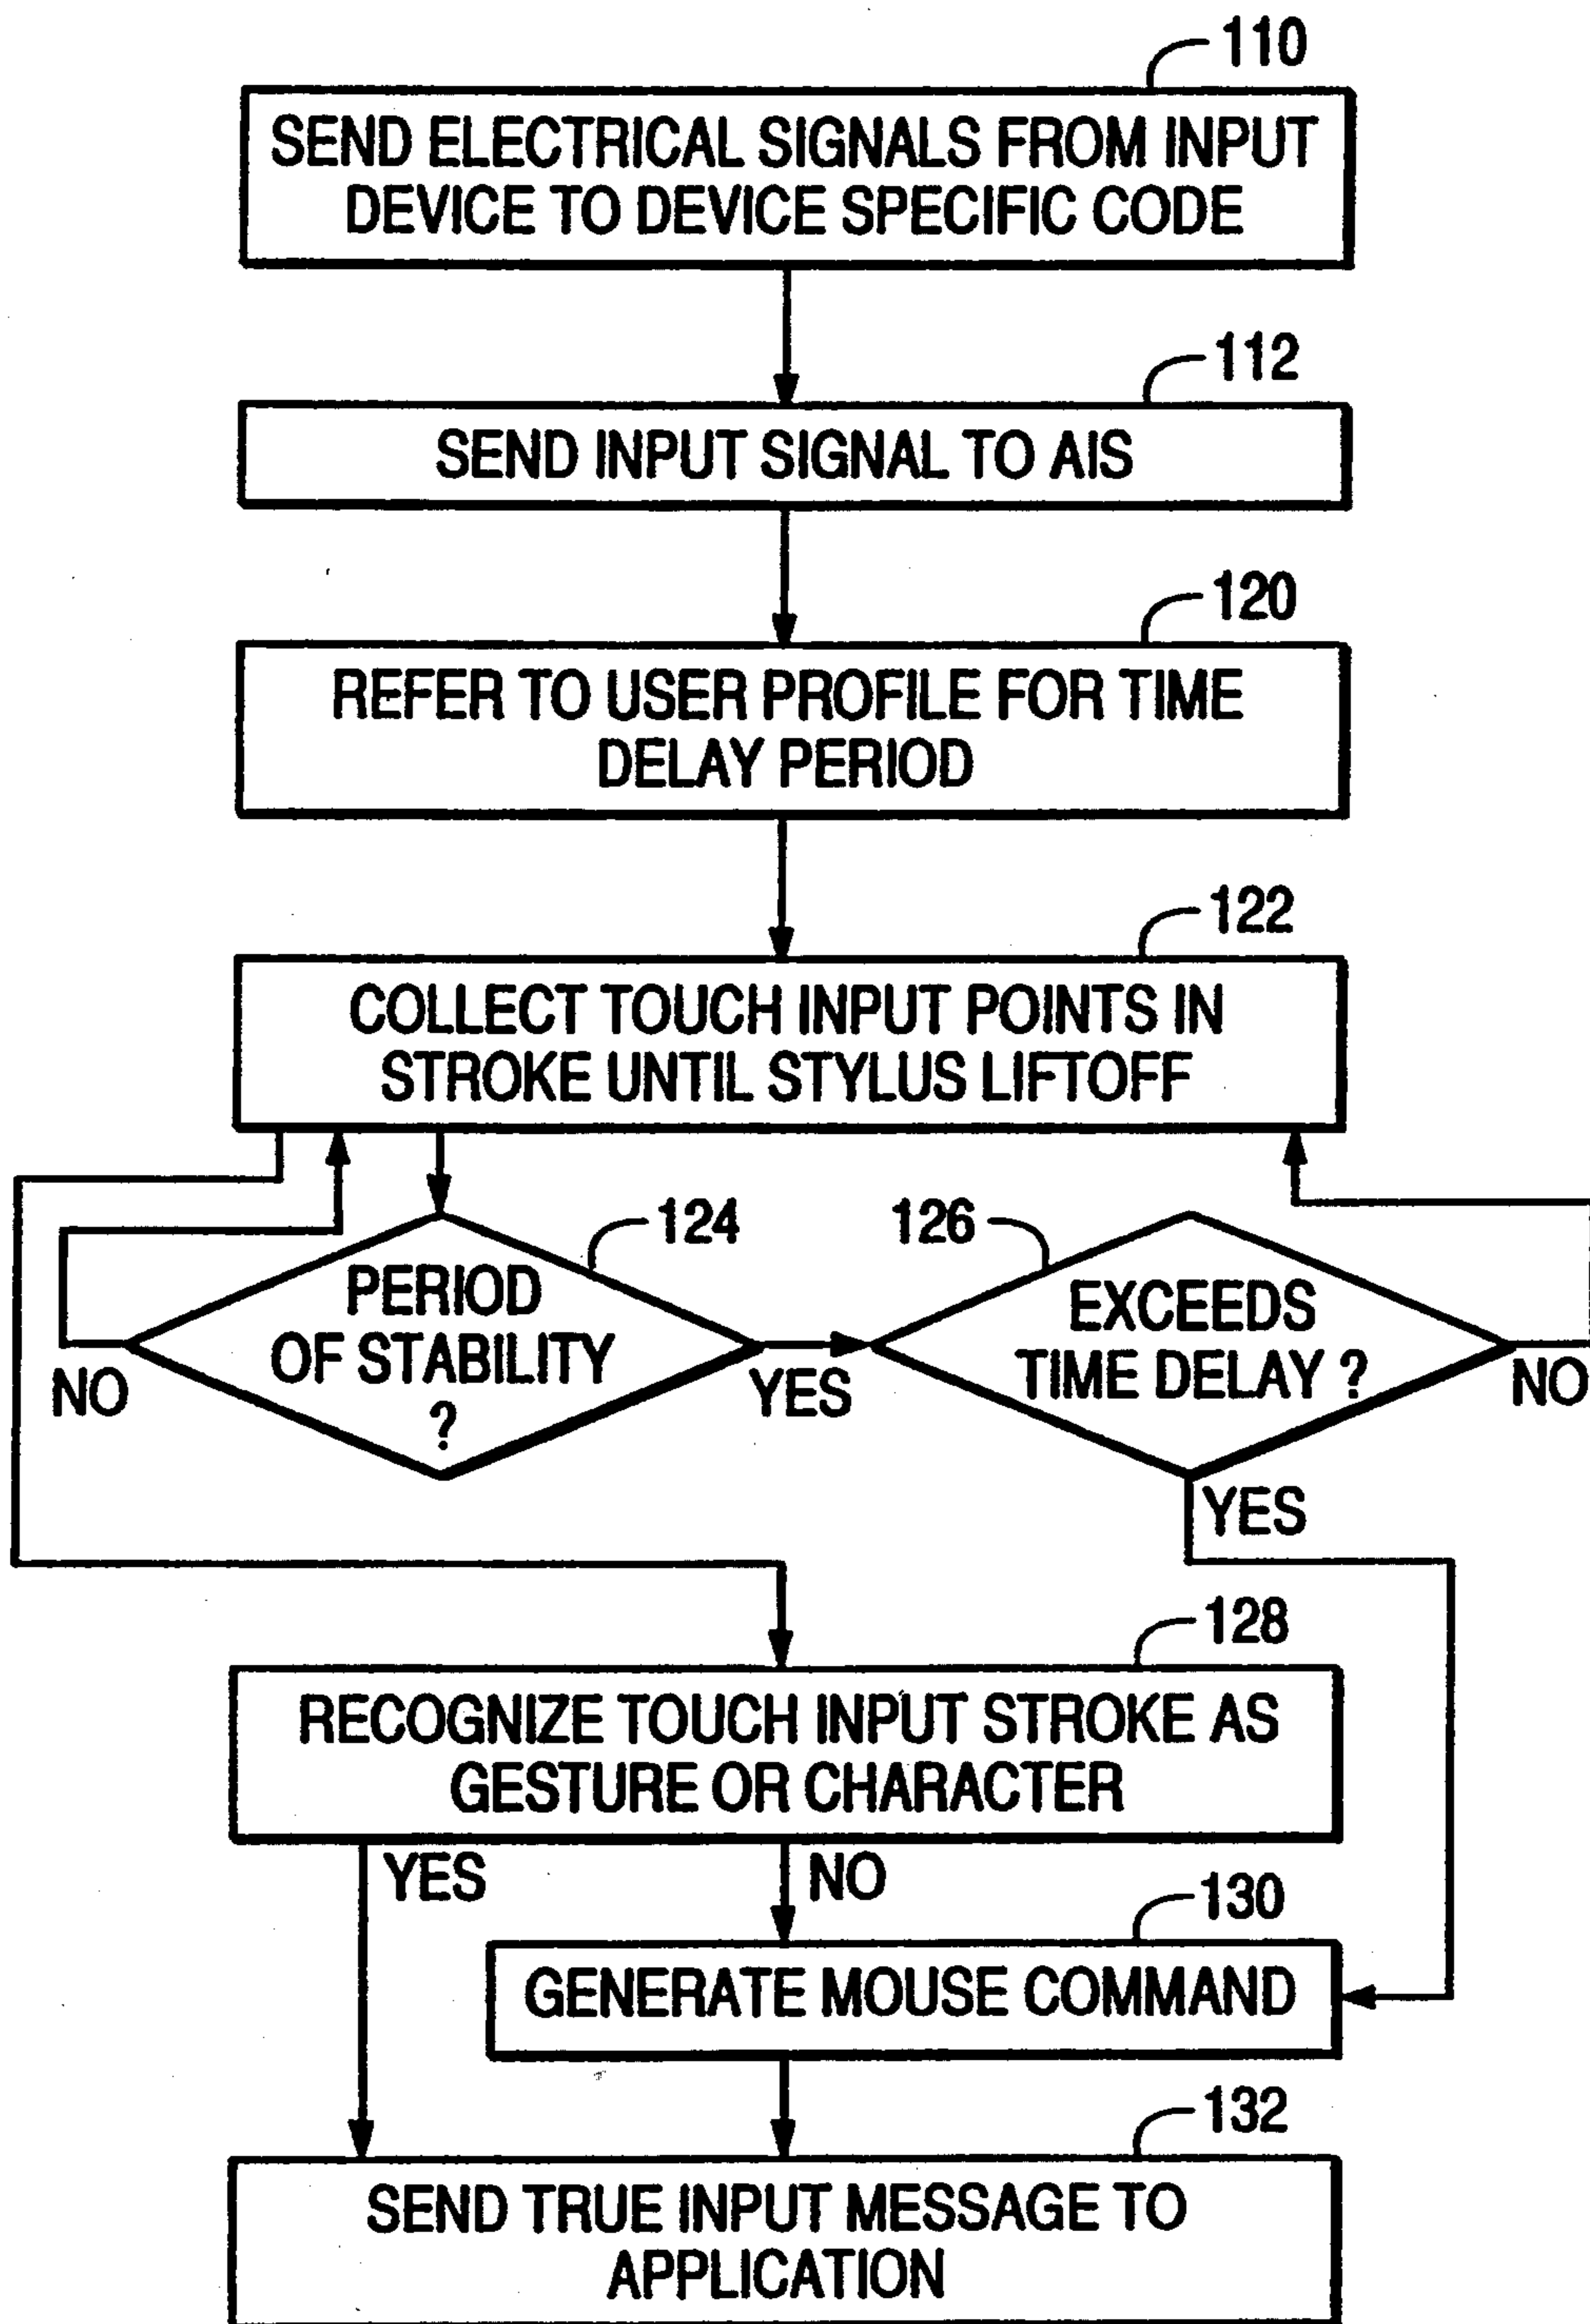 110
SEND ELECTRICAL SIGNALS FROM INPUT
DEVICE TO DEVICE SPECIFIC CODE
112
SEND INPUT SIGNAL TO AIS
120
REFER TO USER PROFILE FOR TIME
DELAY PERIOD
122
COLLECT TOUCH INPUT POINTS IN
STROKE UNTIL STYLUS LIFTOFF
124
PERIOD
OF STABILITY
?
NO
YES
126
EXCEEDS
TIME DELAY ?
NO
YES
128
RECOGNIZE TOUCH INPUT STROKE AS
GESTURE OR CHARACTER
YES
NO
130
GENERATE MOUSE COMMAND
132
SEND TRUE INPUT MESSAGE TO
APPLICATION